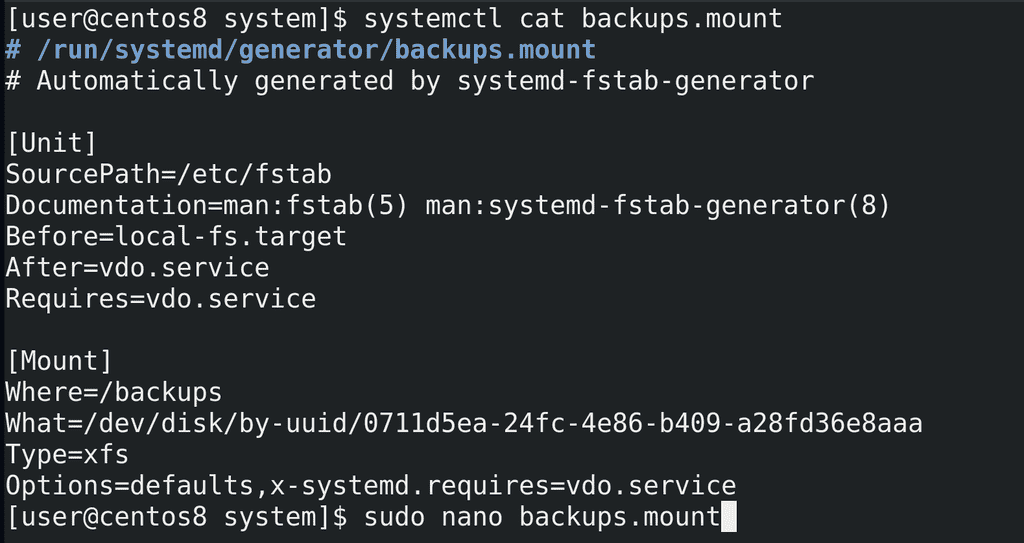 [user@centos8 system]$ systemctl cat backups.mount
# /run/systemd/generator/backups.mount
# Automatically generated by systemd-fstab-generator

[Unit]
SourcePath=/etc/fstab
Documentation=man:fstab(5) man:systemd-fstab-generator(8)
Before=local-fs.target
After=vdo.service
Requires=vdo.service

[Mount]
Where=/backups
What=/dev/disk/by-uuid/0711d5ea-24fc-4e86-b409-a28fd36e8aaa
Type=xfs
Options=defaults,x-systemd.requires=vdo.service
[user@centos8 system]$ sudo nano backups.mount